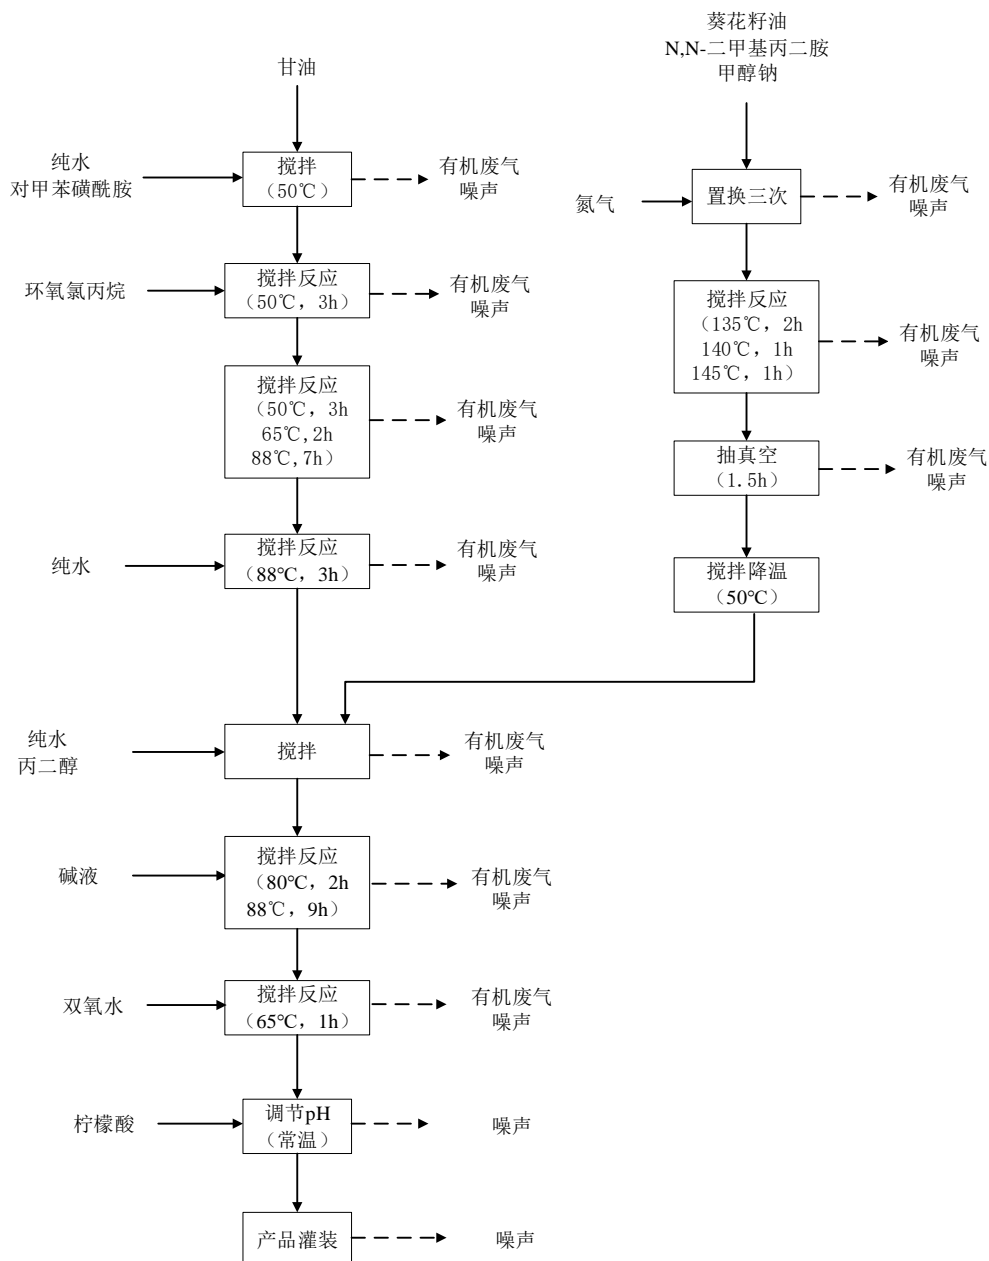 甘油
纯水
对甲苯磺酰胺
搅拌
（50℃）
有机废气
噪声
环氧氯丙烷
搅拌反应
（50℃，3h）
有机废气
噪声
搅拌反应
（50℃，3h
65℃,2h
88℃,7h）
有机废气
噪声
纯水
搅拌反应
（88℃，3h）
有机废气
噪声
葵花籽油
N,N-二甲基丙二胺
甲醇钠
氮气
置换三次
有机废气
噪声
搅拌反应
（135℃，2h
140℃，1h
145℃，1h）
有机废气
噪声
抽真空
（1.5h）
有机废气
噪声
搅拌降温
（50℃）
纯水
丙二醇
搅拌
有机废气
噪声
碱液
搅拌反应
（80℃，2h
88℃，9h）
有机废气
噪声
双氧水
搅拌反应
（65℃，1h）
有机废气
噪声
柠檬酸
调节pH
（常温）
噪声
产品灌装
噪声